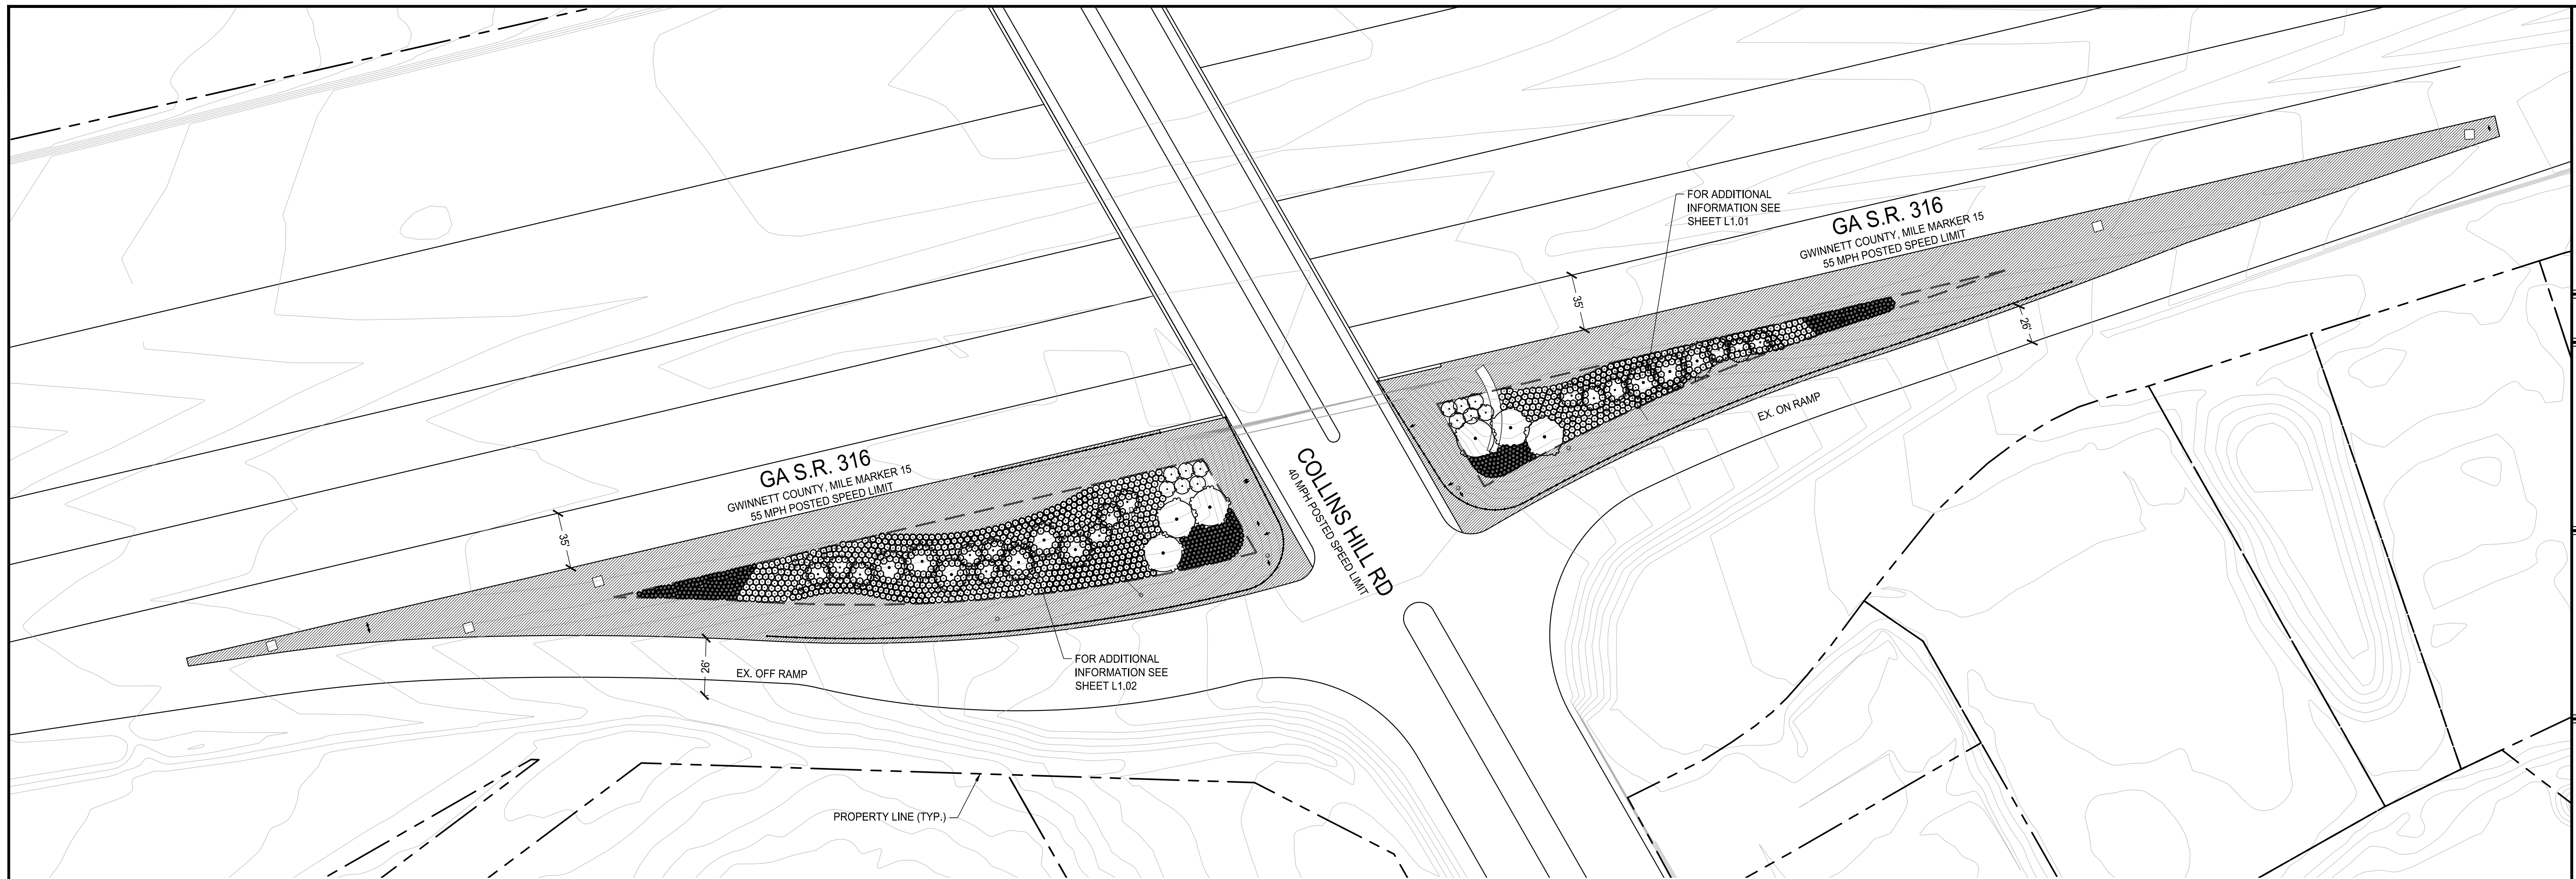 FOR ADDITIONAL
INFORMATION SEE
SHEET L1.01
GA S.R. 316
GWINNETT COUNTY, MILE MARKER 15
55 MPH POSTED SPEED LIMIT
35'
26'
EX. ON RAMP
COLLINS HILL RD
40 MPH POSTED SPEED LIMIT
GA S.R. 316
GWINNETT COUNTY, MILE MARKER 15
55 MPH POSTED SPEED LIMIT
35'
26'
EX. OFF RAMP
FOR ADDITIONAL
INFORMATION SEE
SHEET L1.02
PROPERTY LINE (TYP.)